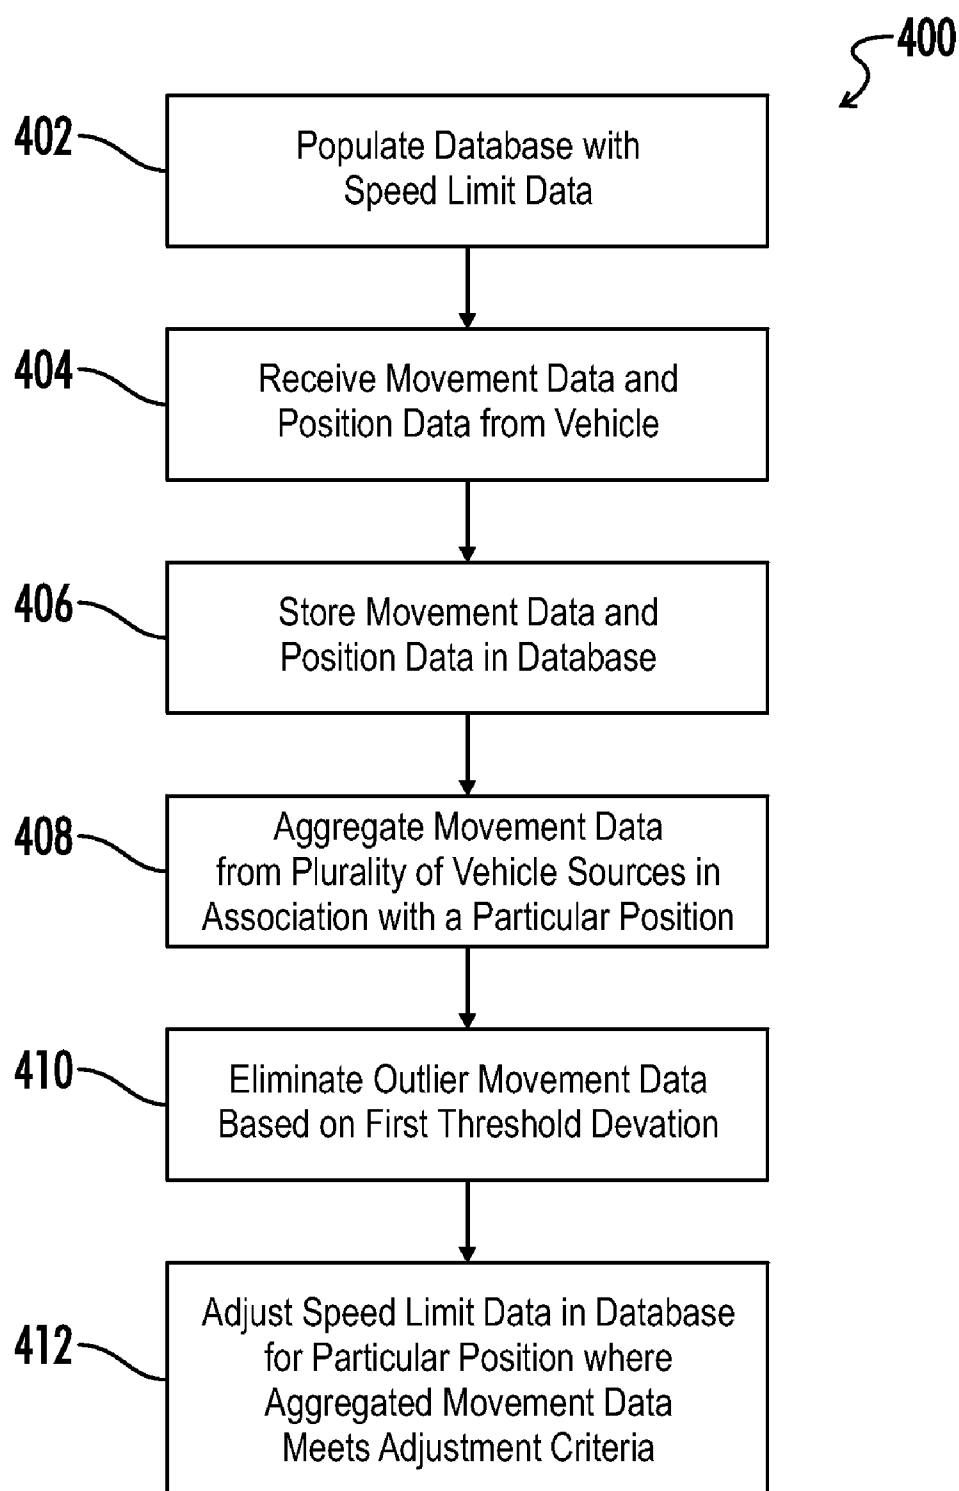 400
402
Populate Database with
Speed Limit Data
404
Receive Movement Data and
Position Data from Vehicle
406
Store Movement Data and
Position Data in Database
408
Aggregate Movement Data
from Plurality of Vehicle Sources in
Association with a Particular Position
410
Eliminate Outlier Movement Data
Based on First Threshold Devation
412
Adjust Speed Limit Data in Database
for Particular Position where
Aggregated Movement Data
Meets Adjustment Criteria